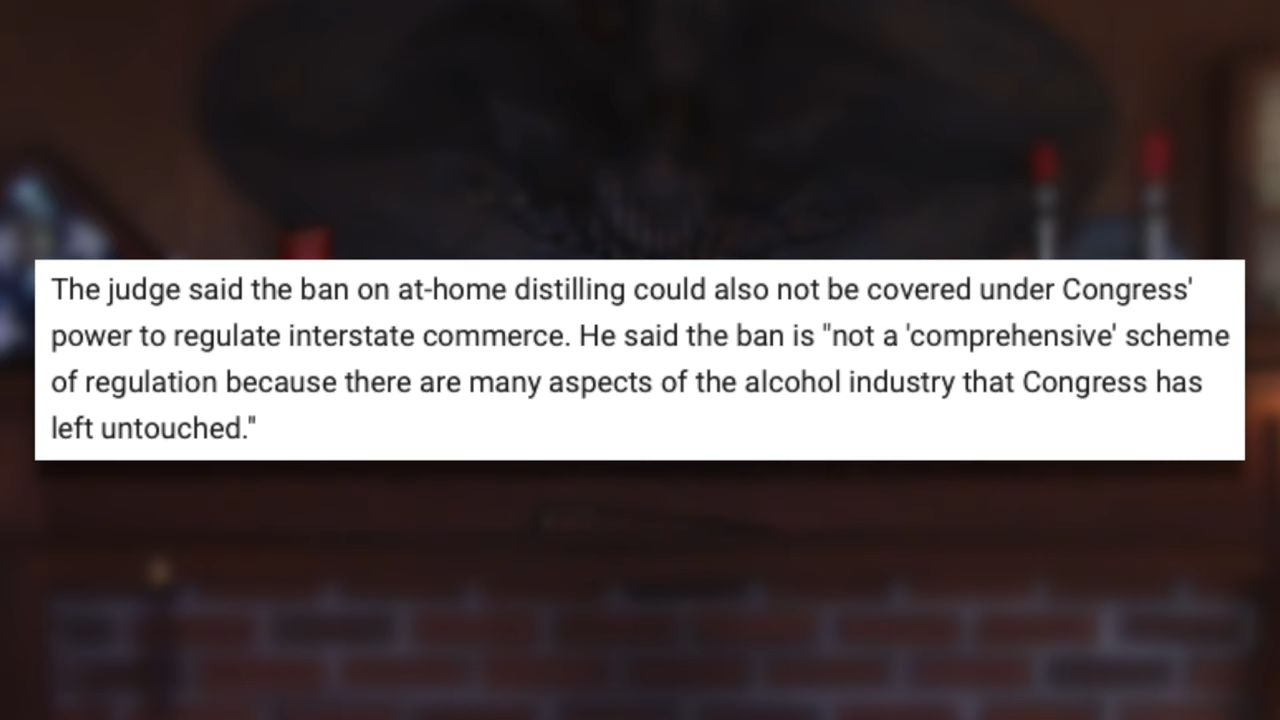 The judge said the ban on at-home distilling could also not be covered under Congress'
power to regulate interstate commerce. He said the ban is "not a 'comprehensive' scheme
of regulation because there are many aspects of the alcohol industry that Congress has
left untouched."